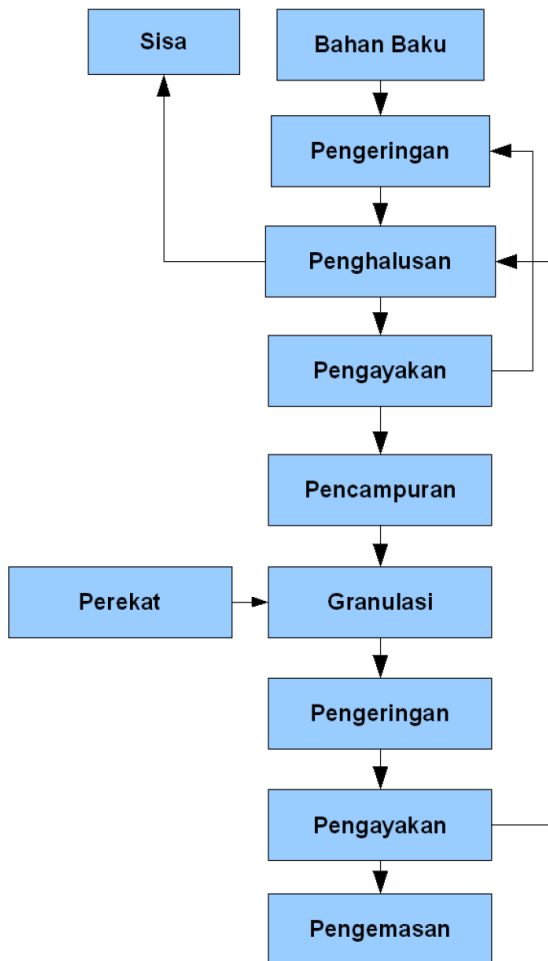 Sisa
Bahan Baku
Pengeringan
Penghalusan
Pengayakan
Pencampuran
Perekat
Granulasi
Pengeringan
Pengayakan
Pengemasan